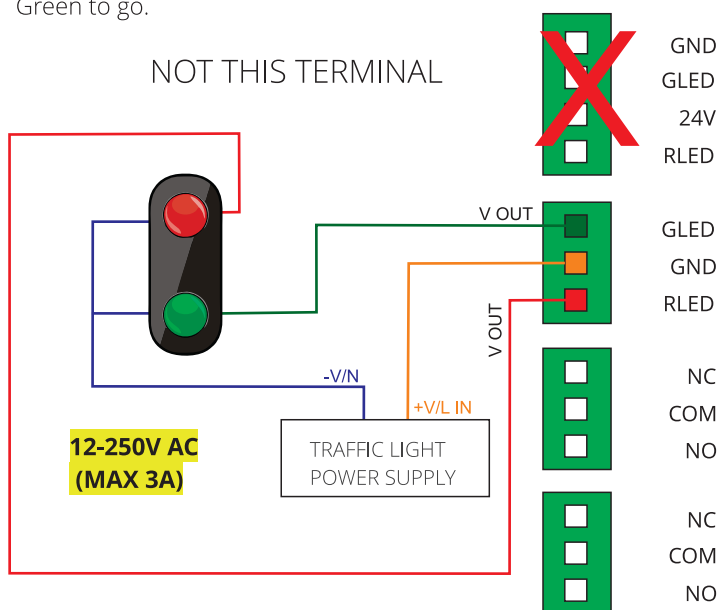 Green to go.
NOT THIS TERMINAL
GND
GLED
24V
RLED
V OUT
GLED
GND
RLED
V OUT
-V/N
+V/L IN
12-250V AC
(MAX 3A)
TRAFFIC LIGHT
POWER SUPPLY
NC
COM
NO
NC
COM
NO